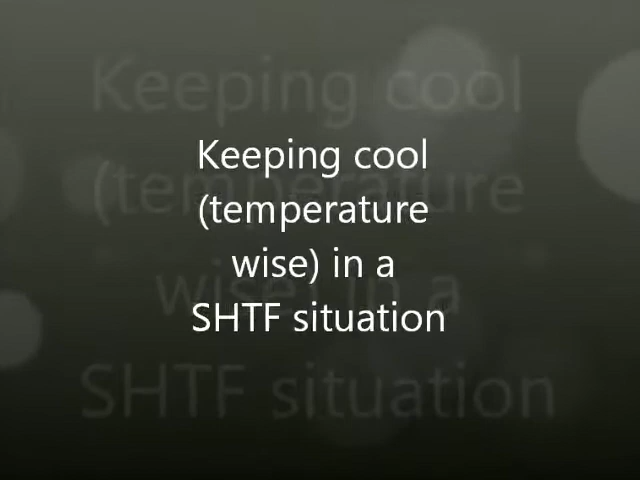 Keeping cool
(temperature
wise) in a
SHTF situation